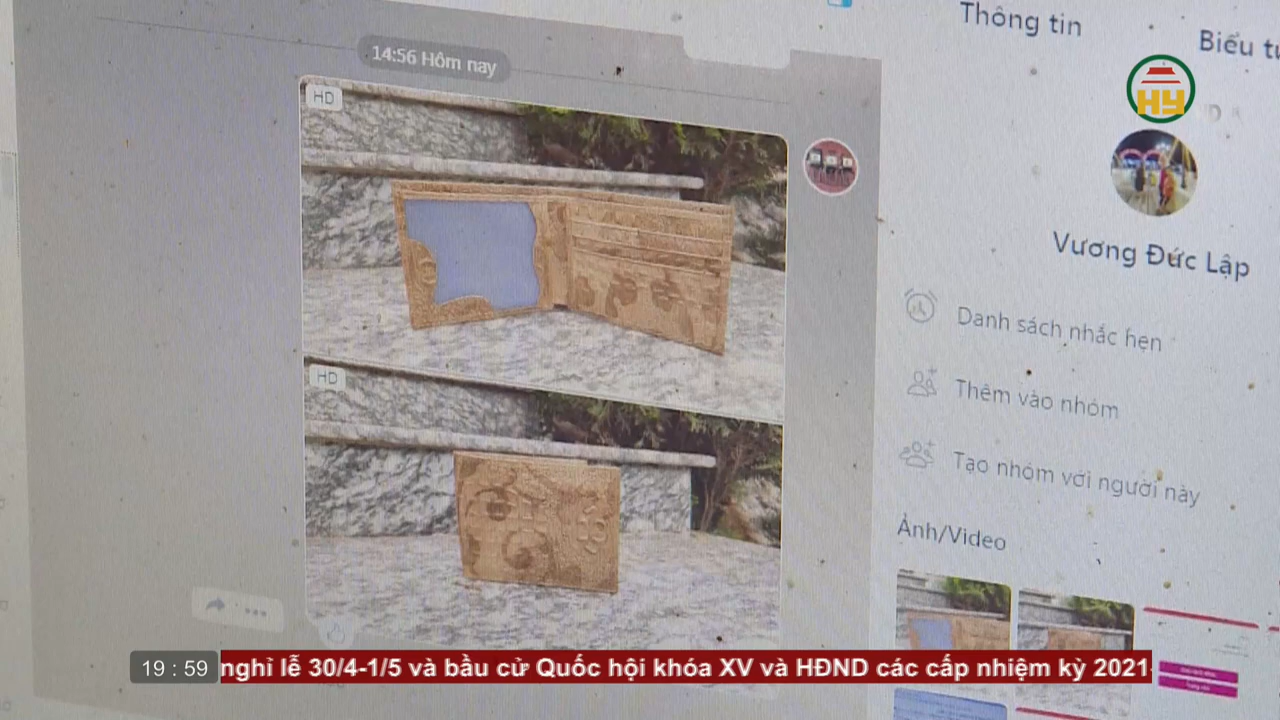 Thông tin
Biểu
14:56 Hôm nay
HD
HY
Vương Đức Lập
Danh sách nhắc hẹn
HD
Thêm vào nhóm
Tạo nhóm với người này
Ảnh/Video
19 : 59
nghỉ lễ 30/4-1/5 và bầu cử Quốc hội khóa XV và HĐND các cấp nhiệm kỳ 2021